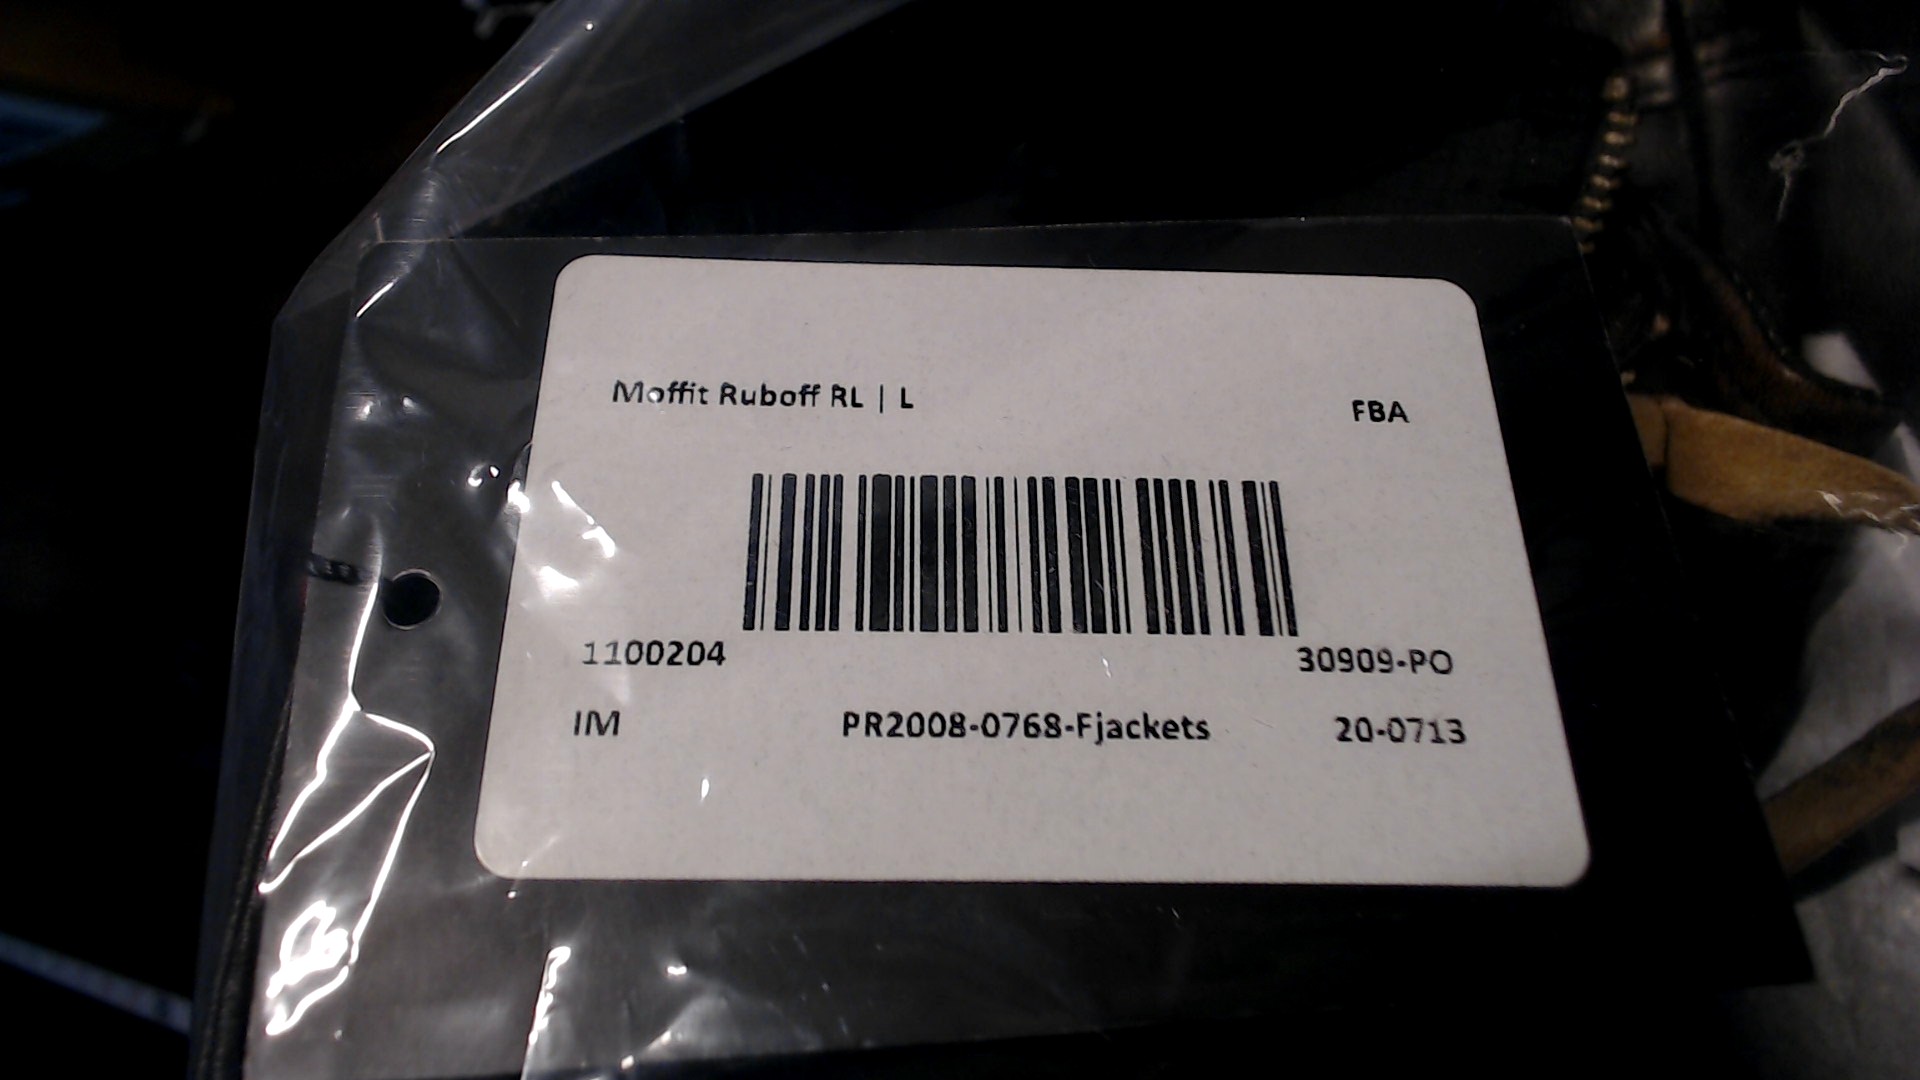 Moffit Ruboff RL | L FBA
1100204 30909-PO
IM PR2008-0768-Fjackets 20-0713